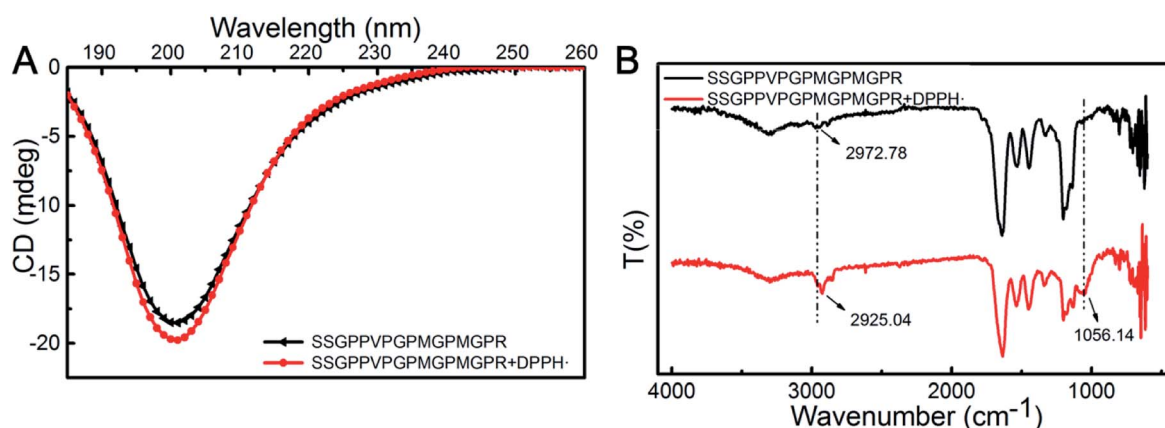 A
Wavelength (nm)
190 200 210 220 230 240 250 260
CD (mdeg)
0
-5
-10
-15
-20
SSGPPVPGPMGPMGPR
SSGPPVPGPMGPMGPR+DPPH·
B
SSGPPVPGPMGPMGPR
SSGPPVPGPMGPMGPR+DPPH·
2972.78
2925.04
1056.14
T(%)
4000 3000 2000 1000
Wavenumber (cm-1)